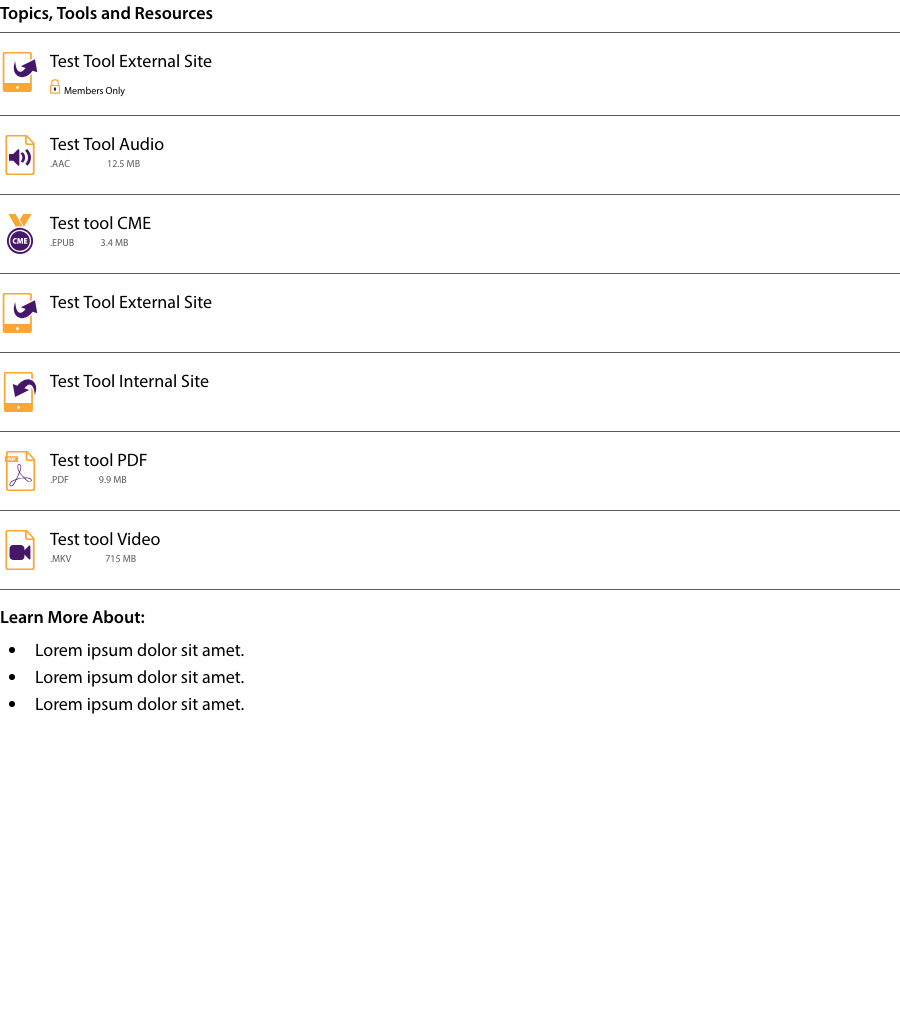 Topics, Tools and Resources
Test Tool External Site
Members Only
Test Tool Audio
.AAC 12.5 MB
Test tool CME
CME
.EPUB 3.4 MB
Test Tool External Site
Test Tool Internal Site
Test tool PDF
PDF
.PDF 9.9 MB
Test tool Video
.MKV 715 MB
Learn More About:
• Lorem ipsum dolor sit amet.
• Lorem ipsum dolor sit amet.
• Lorem ipsum dolor sit amet.